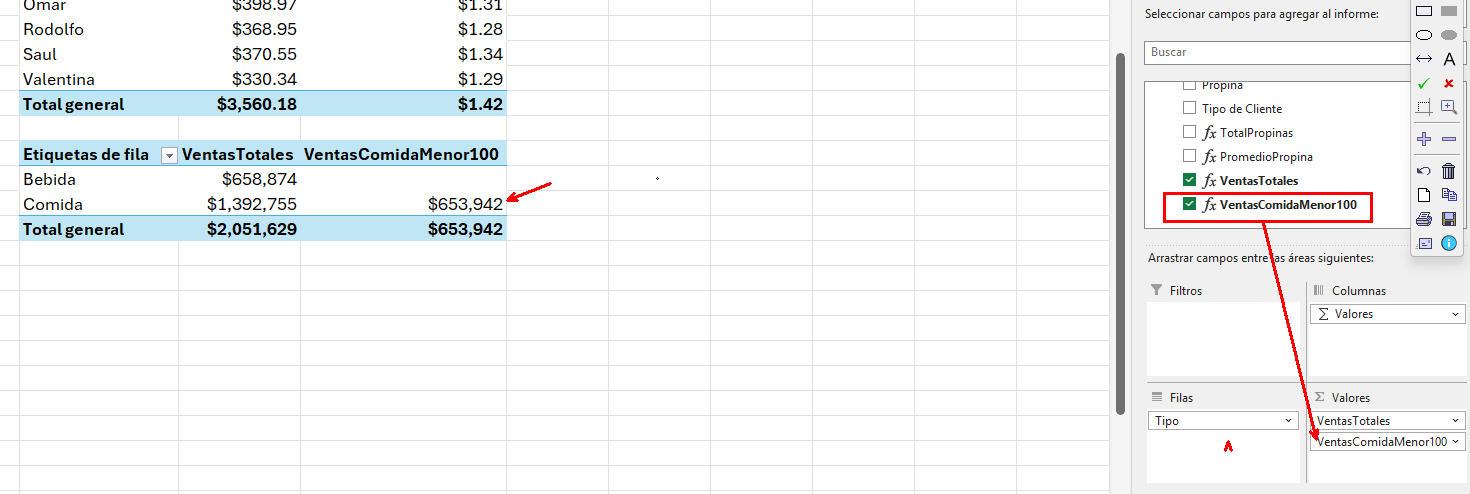 Omar $398.97 $1.31
Rodolfo $368.95 $1.28
Saul $370.55 $1.34
Valentina $330.34 $1.29
Total general $3,560.18 $1.42
Etiquetas de fila VentasTotales VentasComidaMenor100
Bebida $658,874
Comida $1,392,755 $653,942
Total general $2,051,629 $653,942
Seleccionar campos para agregar al informe:
Buscar
Propina
Tipo de Cliente
fx TotalPropinas
fx PromedioPropina
fx VentasTotales
fx VentasComidaMenor100
Arrastrar campos entre las áreas siguientes:
Filtros
Columnas
Σ Valores
Filas
Tipo
Σ Valores
VentasTotales
VentasComidaMenor100
A